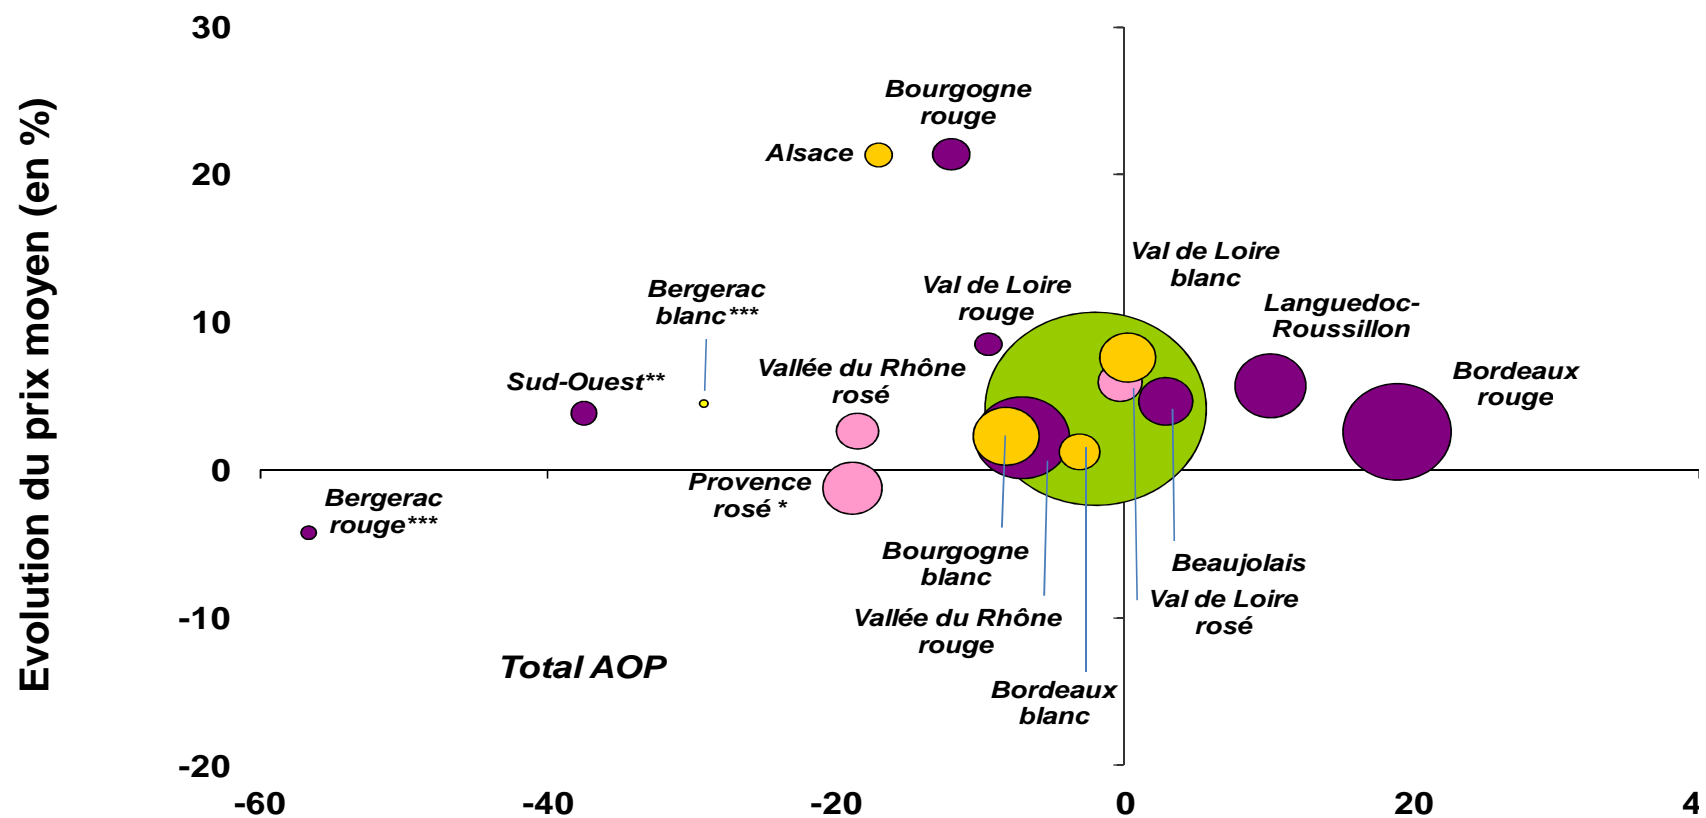 Evolution du prix moyen (en %)
30
20
10
0
-10
-20
Bourgogne
rouge
Alsace
Val de Loire
blanc
Bergerac
blanc***
Val de Loire
rouge
Languedoc-
Roussillon
Sud-Ouest**
Vallée du Rhône
rosé
Bordeaux
rouge
Bergerac
rouge***
Provence
rosé *
Bourgogne
blanc
Beaujolais
Vallée du Rhône
rouge
Val de Loire
rosé
Total AOP
Bordeaux
blanc
-60
-40
-20
0
20